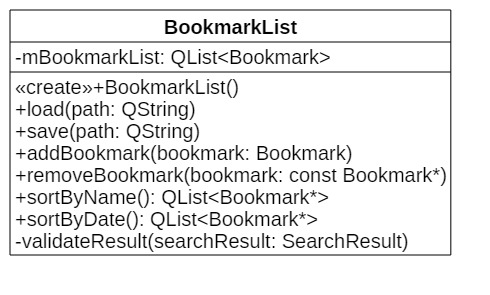 BookmarkList
-mBookmarkList: QList<Bookmark>
«create»+BookmarkList()
+load(path: QString)
+save(path: QString)
+addBookmark(bookmark: Bookmark)
+removeBookmark(bookmark: const Bookmark*)
+sortByName(): QList<Bookmark*>
+sortByDate(): QList<Bookmark*>
-validateResult(searchResult: SearchResult)